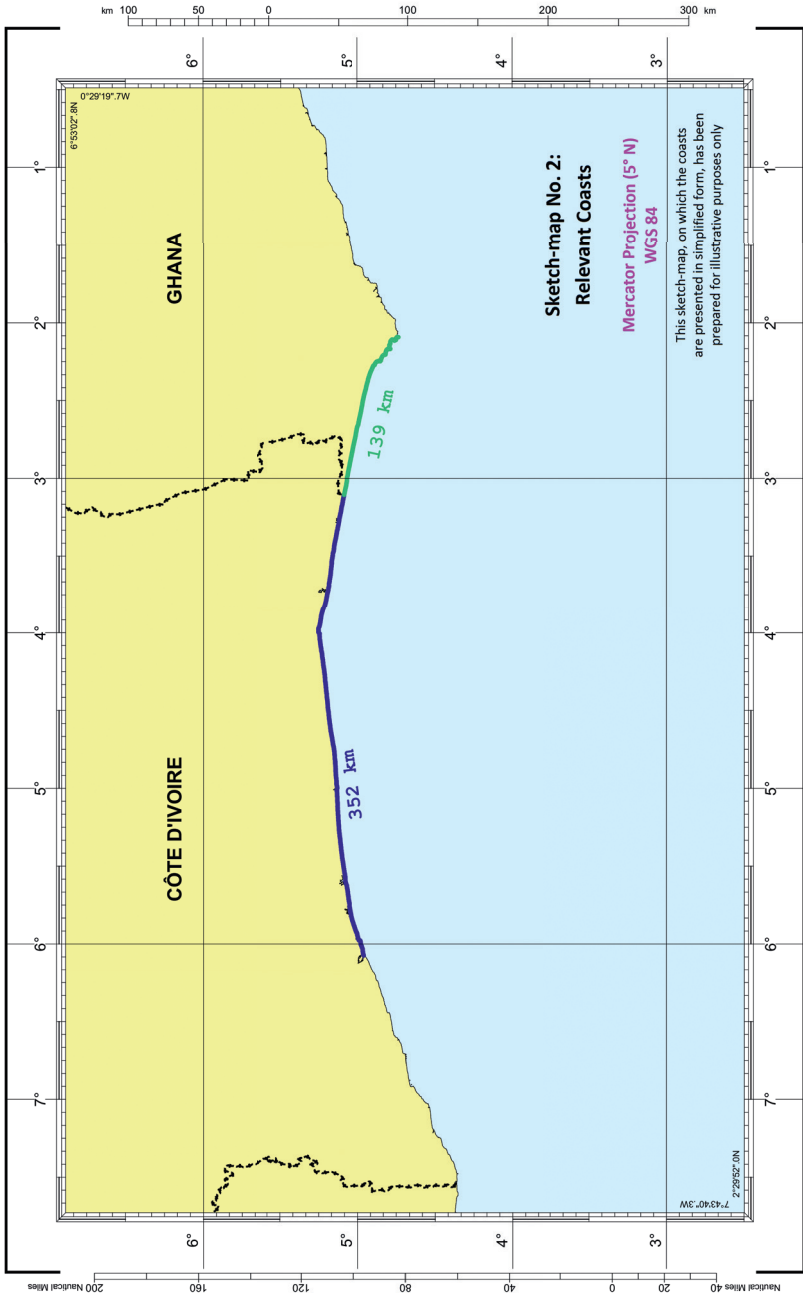 km 100 50 0 100 200 300 km
6° 5° 4° 3°
0°29'19".7W
6°53'02".8N
1° 2° 3° 4° 5° 6° 7°
GHANA
CÔTE D'IVOIRE
139 km
352 km
Sketch-map No. 2:
Relevant Coasts
Mercator Projection (5° N)
WGS 84
This sketch-map, on which the coasts
are presented in simplified form, has been
prepared for illustrative purposes only
1° 2° 3° 4° 5° 6° 7°
7°43'40".3W
2°29'52".0N
6° 5° 4° 3°
200 Nautical Miles 160 120 80 40 0 20 40 Nautical Miles